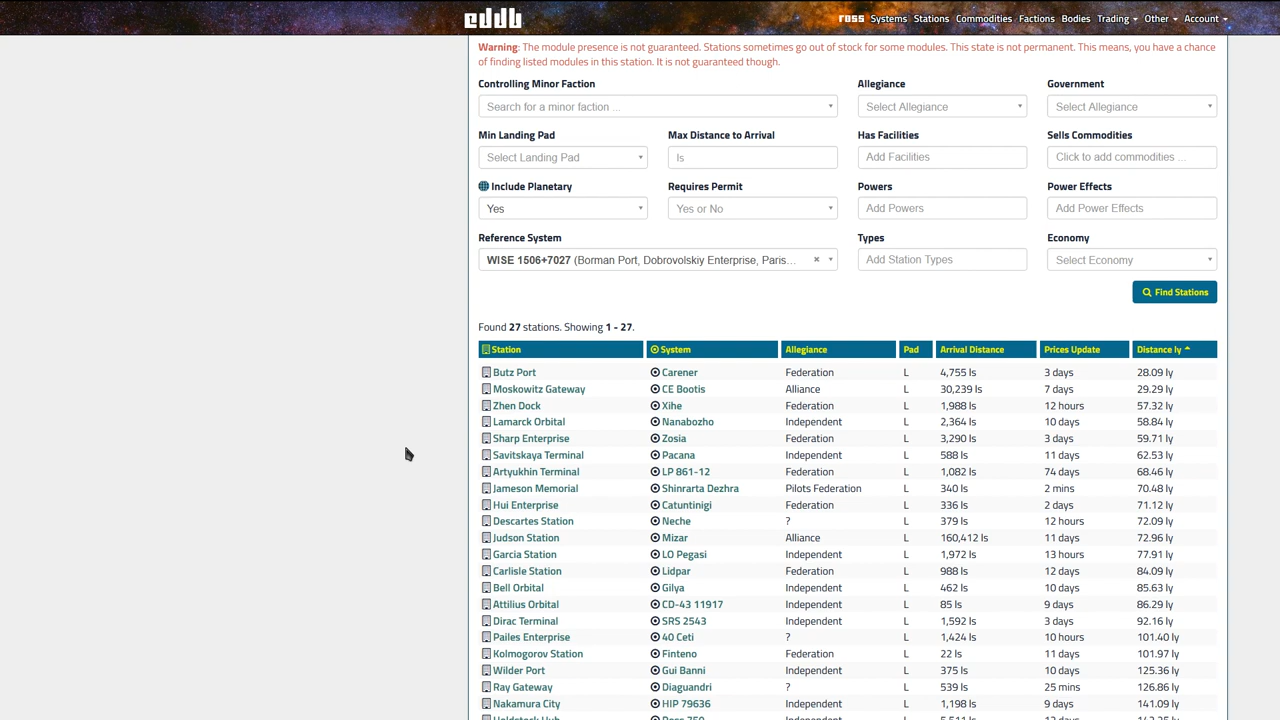 eddb
ross Systems Stations Commodities Factions Bodies Trading Other Account
Warning: The module presence is not guaranteed. Stations sometimes go out of stock for some modules. This state is not permanent. This means, you have a chance
of finding listed modules in this station. It is not guaranteed though.
Controlling Minor Faction Allegiance Government
Search for a minor faction ... Select Allegiance Select Allegiance
Min Landing Pad Max Distance to Arrival Has Facilities Sells Commodities
Select Landing Pad ls Add Facilities Click to add commodities ...
Include Planetary Requires Permit Powers Power Effects
Yes Yes or No Add Powers Add Power Effects
Reference System Types Economy
WISE 1506+7027 (Borman Port, Dobrovolskiy Enterprise, Paris... × Add Station Types Select Economy
Find Stations
Found 27 stations. Showing 1 - 27.
Station System Allegiance Pad Arrival Distance Prices Update Distance ly
Butz Port Carener Federation L 4,755 ls 3 days 28.09 ly
Moskowitz Gateway CE Bootis Alliance L 30,239 ls 7 days 29.29 ly
Zhen Dock Xihe Federation L 1,988 ls 12 hours 57.32 ly
Lamarck Orbital Nanabozho Independent L 2,364 ls 10 days 58.84 ly
Sharp Enterprise Zosia Federation L 3,290 ls 3 days 59.71 ly
Savitskaya Terminal Pacana Independent L 588 ls 11 days 62.53 ly
Artyukhin Terminal LP 861-12 Federation L 1,082 ls 74 days 68.46 ly
Jameson Memorial Shinrarta Dezhra Pilots Federation L 340 ls 2 mins 70.48 ly
Hui Enterprise Catuntinigi Federation L 336 ls 2 days 71.12 ly
Descartes Station Neche ? L 379 ls 12 hours 72.09 ly
Judson Station Mizar Alliance L 160,412 ls 11 days 72.96 ly
Garcia Station LO Pegasi Independent L 1,972 ls 13 hours 77.91 ly
Carlisle Station Lidpar Federation L 988 ls 12 days 84.09 ly
Bell Orbital Gilya Independent L 462 ls 10 days 85.63 ly
Attilius Orbital CD-43 11917 Independent L 85 ls 9 days 86.29 ly
Dirac Terminal SRS 2543 Independent L 1,592 ls 3 days 92.16 ly
Pailes Enterprise 40 Ceti ? L 1,424 ls 10 hours 101.40 ly
Kolmogorov Station Finteno Federation L 22 ls 11 days 101.97 ly
Wilder Port Gui Banni Independent L 375 ls 10 days 125.36 ly
Ray Gateway Diaguandri ? L 539 ls 25 mins 126.86 ly
Nakamura City HIP 79636 Independent L 1,198 ls 9 days 141.09 ly